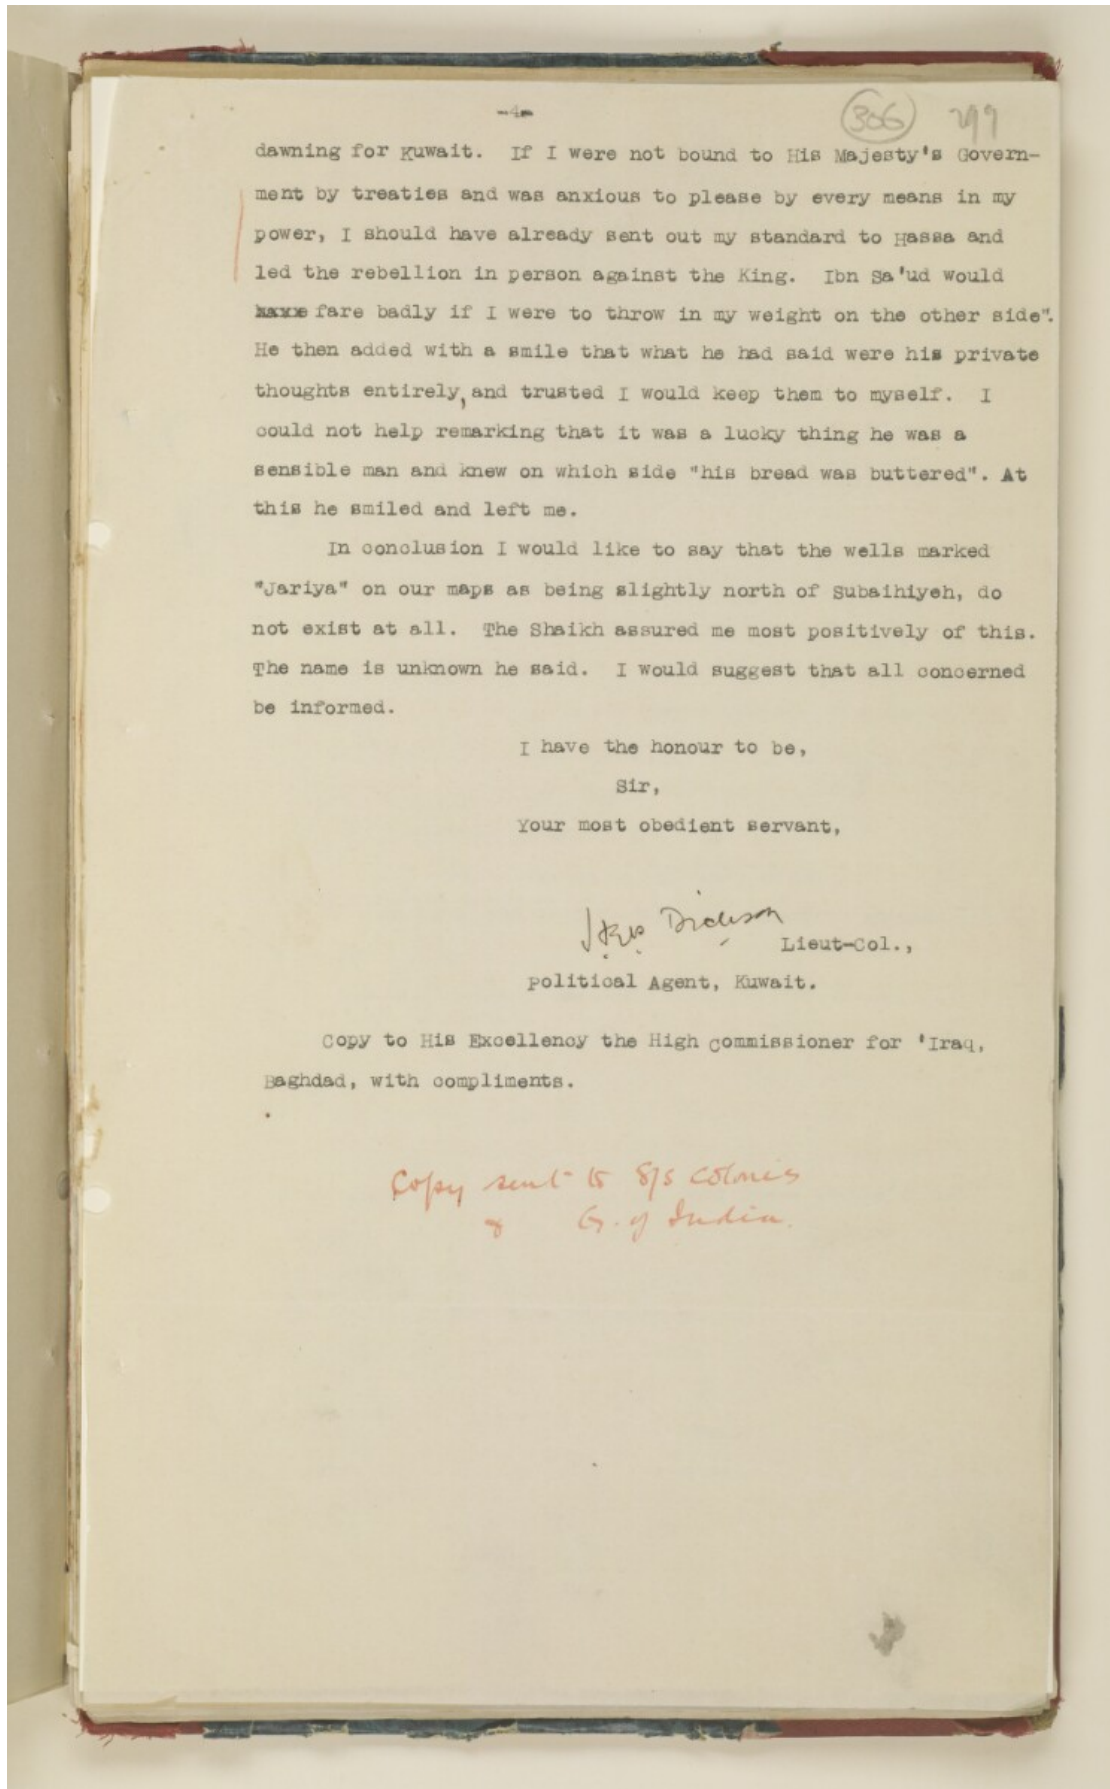 -4-
306 299
dawning for Kuwait. If I were not bound to His Majesty's Govern-
ment by treaties and was anxious to please by every means in my
power, I should have already sent out my standard to Hassa and
led the rebellion in person against the King. Ibn Sa'ud would
fare badly if I were to throw in my weight on the other side".
He then added with a smile that what he had said were his private
thoughts entirely, and trusted I would keep them to myself. I
could not help remarking that it was a lucky thing he was a
sensible man and knew on which side "his bread was buttered". At
this he smiled and left me.
In conclusion I would like to say that the wells marked
"Jariya" on our maps as being slightly north of Subaihiyeh, do
not exist at all. The Shaikh assured me most positively of this.
The name is unknown he said. I would suggest that all concerned
be informed.
I have the honour to be,
Sir,
Your most obedient servant,
Dickson
Lieut-Col.,
Political Agent, Kuwait.
Copy to His Excellency the High Commissioner for 'Iraq,
Baghdad, with compliments.
Copy sent to S/S Colonies
& G. of India.